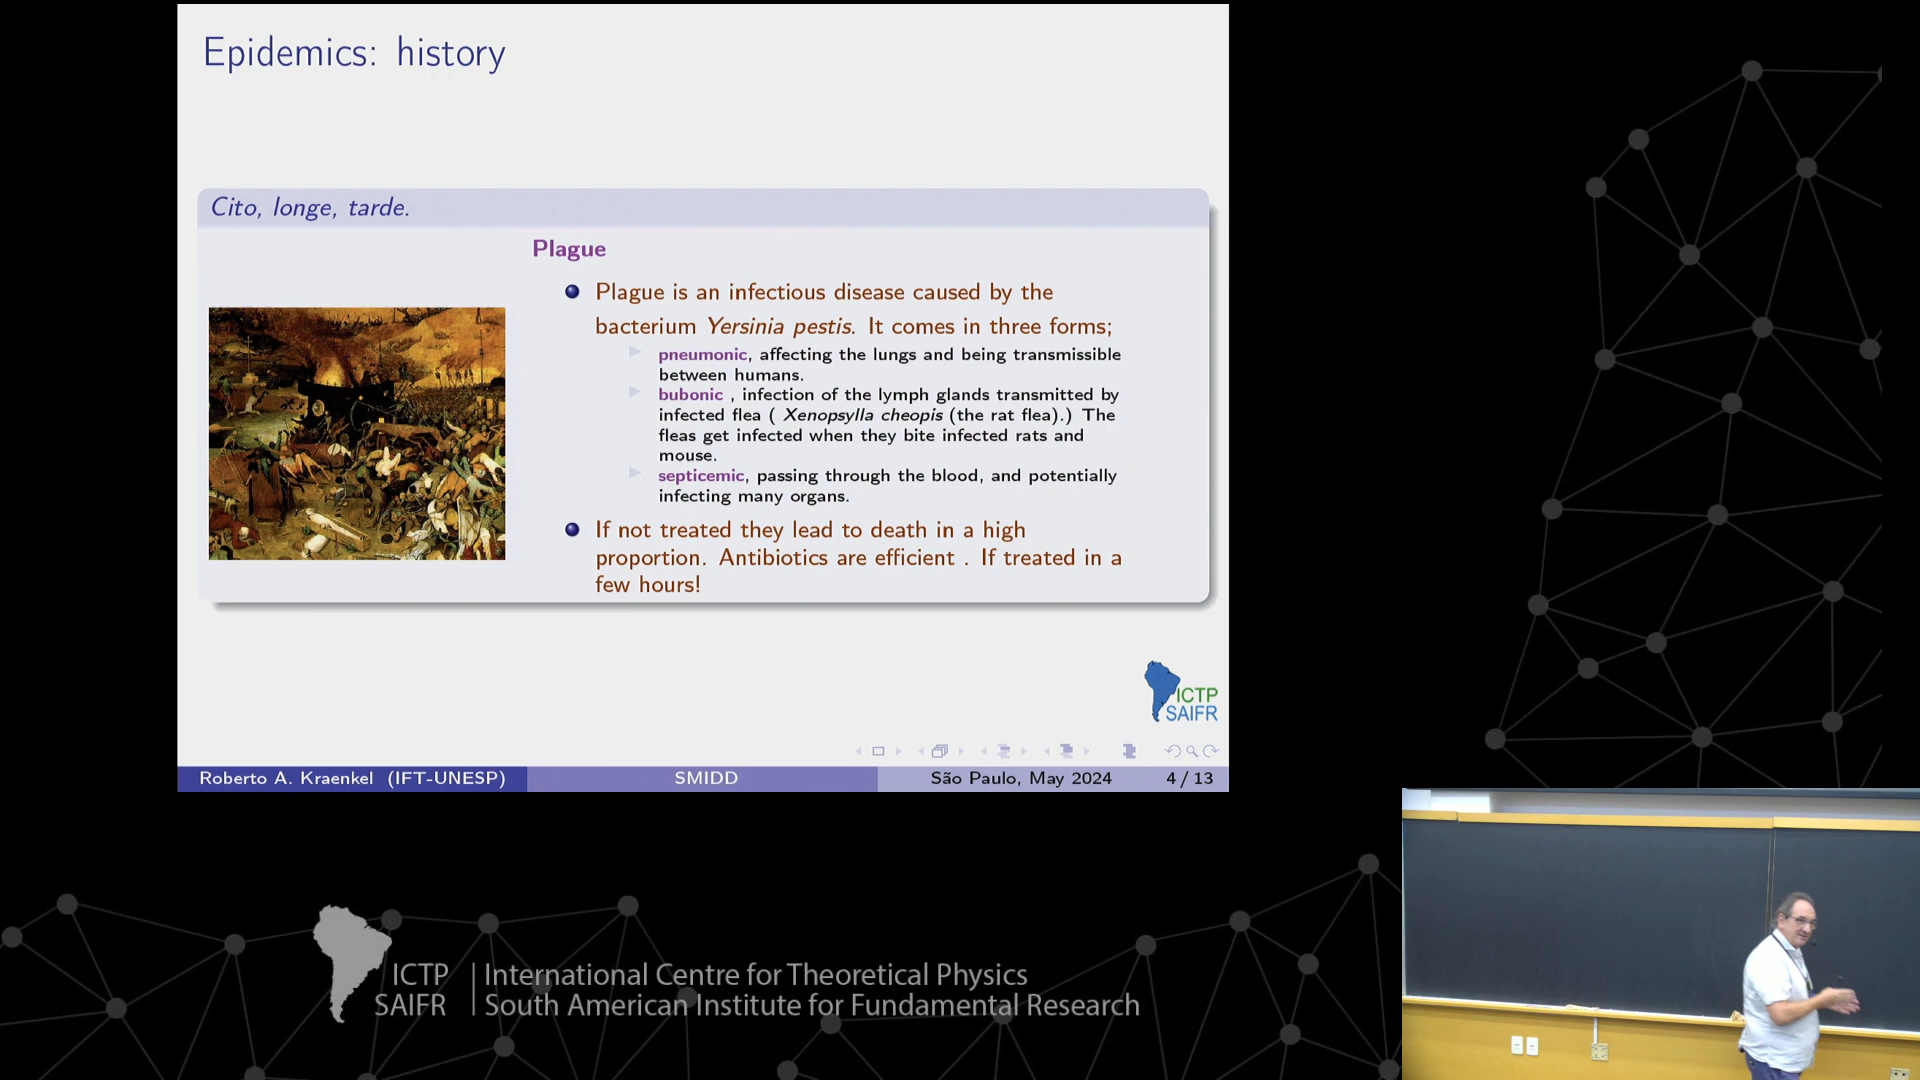 Epidemics: history
Cito, longe, tarde.
Plague
Plague is an infectious disease caused by the
bacterium Yersinia pestis. It comes in three forms;
pneumonic, affecting the lungs and being transmissible
between humans.
bubonic , infection of the lymph glands transmitted by
infected flea ( Xenopsylla cheopis (the rat flea).) The
fleas get infected when they bite infected rats and
mouse.
septicemic, passing through the blood, and potentially
infecting many organs.
If not treated they lead to death in a high
proportion. Antibiotics are efficient . If treated in a
few hours!
ICTP
SAIFR
Roberto A. Kraenkel (IFT-UNESP) SMIDD São Paulo, May 2024 4 / 13
ICTP | International Centre for Theoretical Physics
SAIFR | South American Institute for Fundamental Research